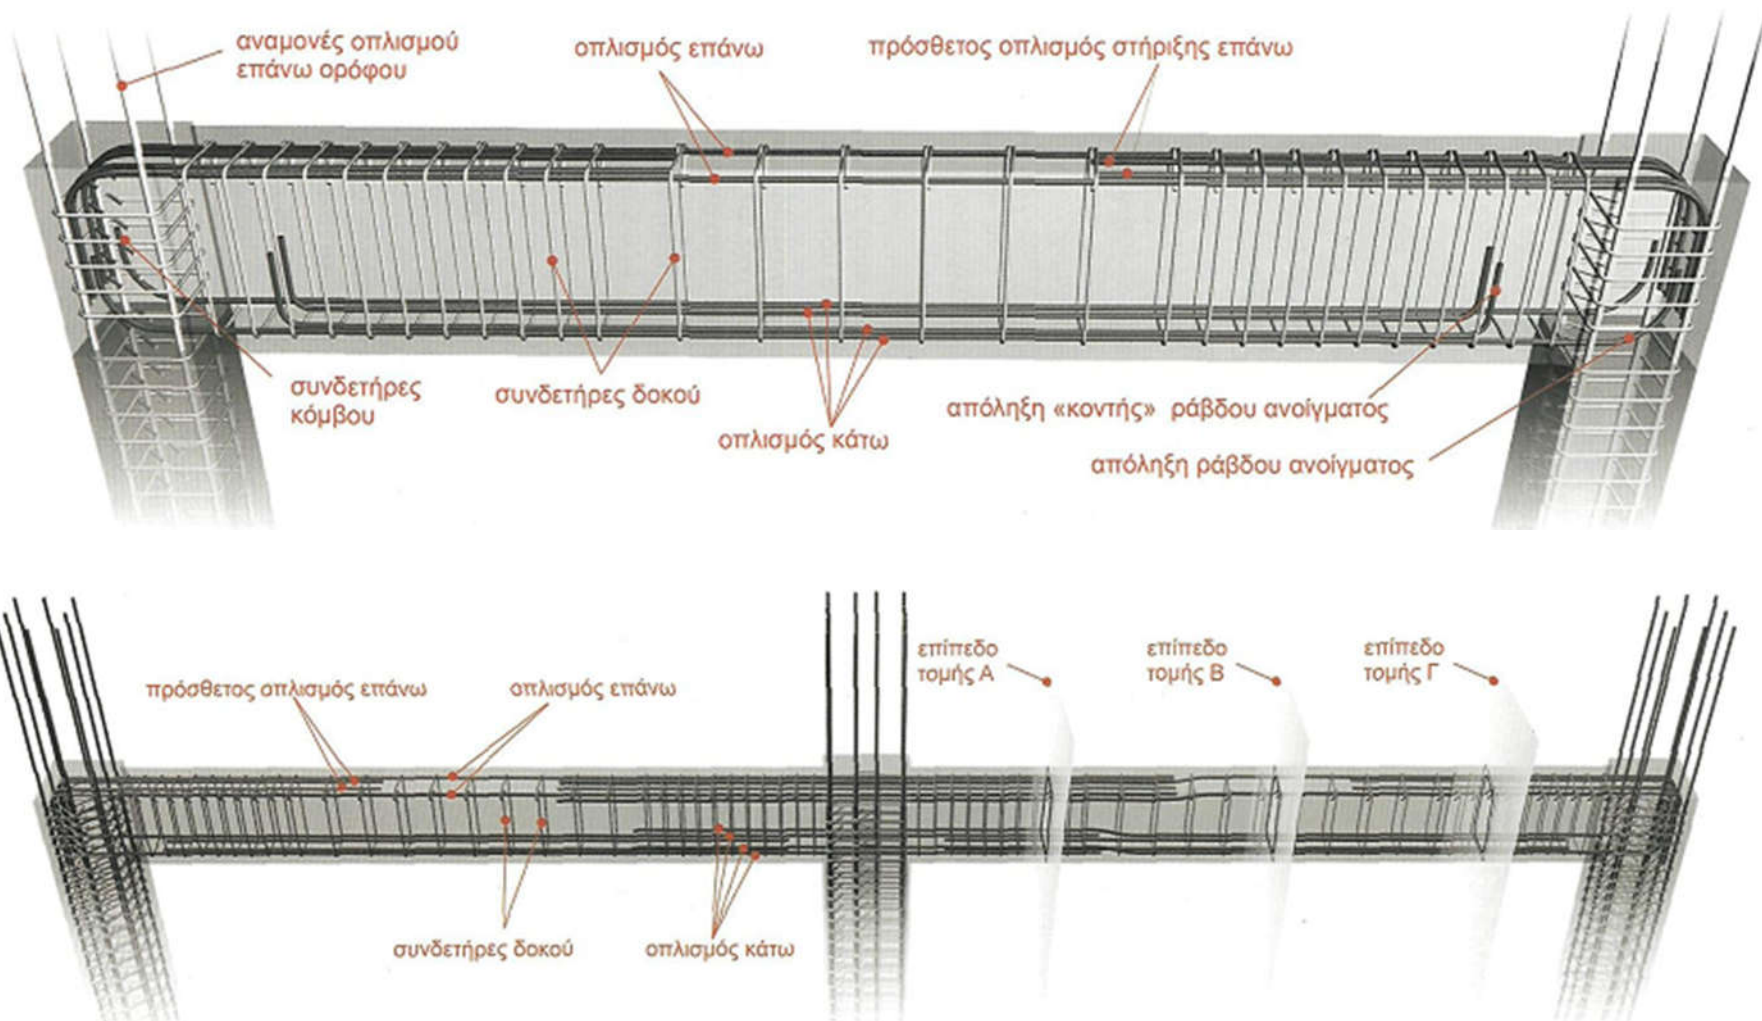 αναμονές οπλισμού
επάνω ορόφου
οπλισμός επάνω
πρόσθετος οπλισμός στήριξης επάνω
συνδετήρες
κόμβου
συνδετήρες δοκού
οπλισμός κάτω
απόληξη «κοντής» ράβδου ανοίγματος
απόληξη ράβδου ανοίγματος
πρόσθετος οπλισμός επάνω
οπλισμός επάνω
επίπεδο
τομής Α
επίπεδο
τομής Β
επίπεδο
τομής Γ
συνδετήρες δοκού
οπλισμός κάτω